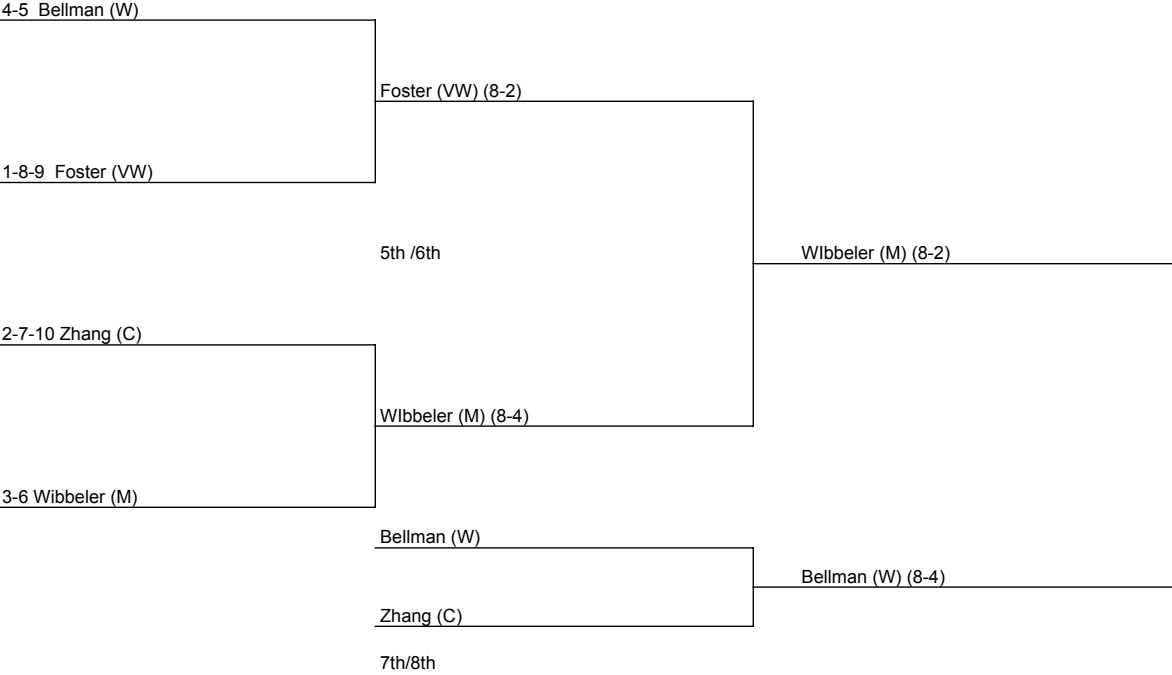 4-5  Bellman (W)
Foster (VW) (8-2)
1-8-9  Foster (VW)
5th /6th
WIbbeler (M) (8-2)
2-7-10 Zhang (C)
WIbbeler (M) (8-4)
3-6 Wibbeler (M)
Bellman (W)
Bellman (W) (8-4)
Zhang (C)
7th/8th